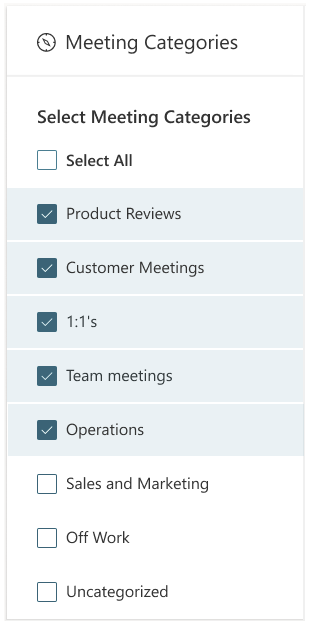 Meeting Categories
Select Meeting Categories
Select All
Product Reviews
Customer Meetings
1:1's
Team meetings
Operations
Sales and Marketing
Off Work
Uncategorized